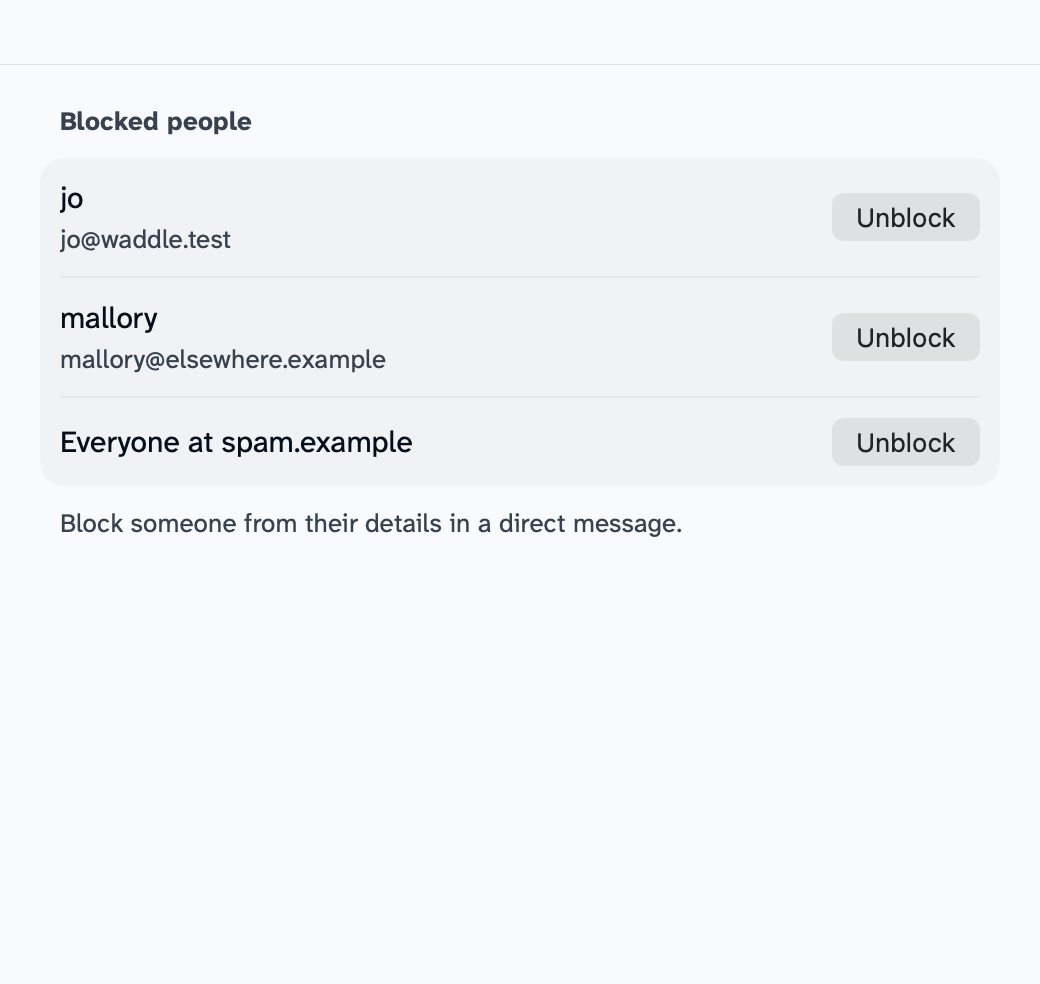 Blocked people
jo
jo@waddle.test
Unblock
mallory
mallory@elsewhere.example
Unblock
Everyone at spam.example
Unblock
Block someone from their details in a direct message.